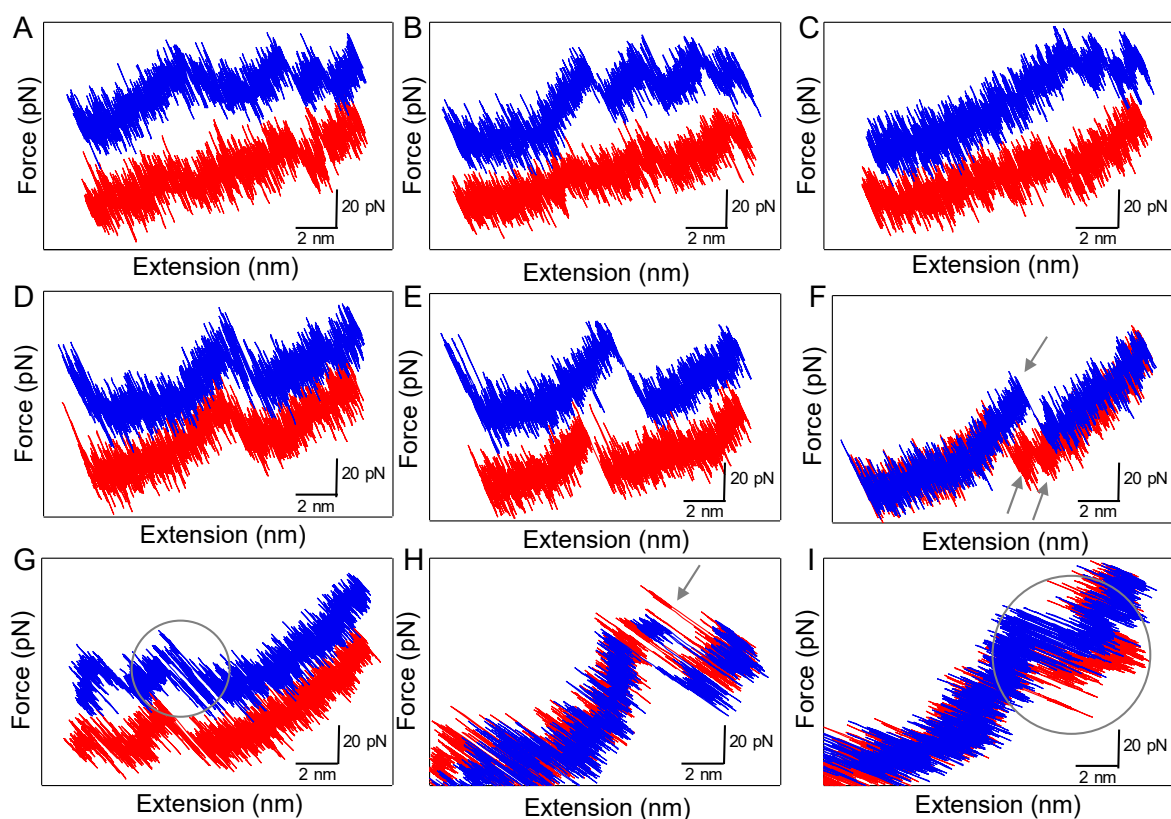 A
Force (pN)
20 pN
2 nm
Extension (nm)
B
Force (pN)
20 pN
2 nm
Extension (nm)
C
Force (pN)
20 pN
2 nm
Extension (nm)
D
Force (pN)
20 pN
2 nm
Extension (nm)
E
Force (pN)
20 pN
2 nm
Extension (nm)
F
Force (pN)
20 pN
2 nm
Extension (nm)
G
Force (pN)
20 pN
2 nm
Extension (nm)
H
Force (pN)
20 pN
2 nm
Extension (nm)
I
Force (pN)
20 pN
2 nm
Extension (nm)